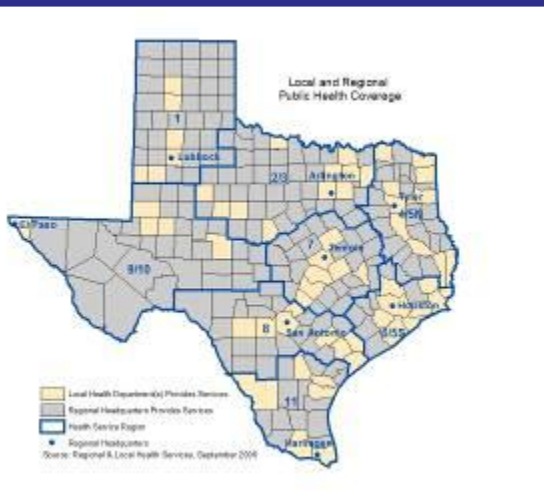 Local and Regional
Public Health Coverage
1
Lubbock
2/3
Arlington
Tyler
4/5N
El Paso
9/10
7
Temple
Houston
6/5S
8
San Antonio
11
Harlingen
Local Health Department(s) Provides Services
Regional Headquarters Provides Services
Health Service Region
Regional Headquarters
Source: Regional & Local Health Services, September